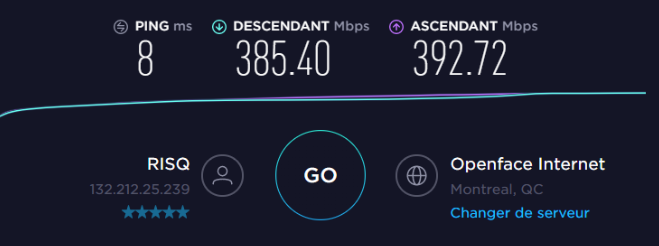 PING ms
8
DESCENDANT Mbps
385.40
ASCENDANT Mbps
392.72
RISQ
132.212.25.239
GO
Openface Internet
Montreal, QC
Changer de serveur